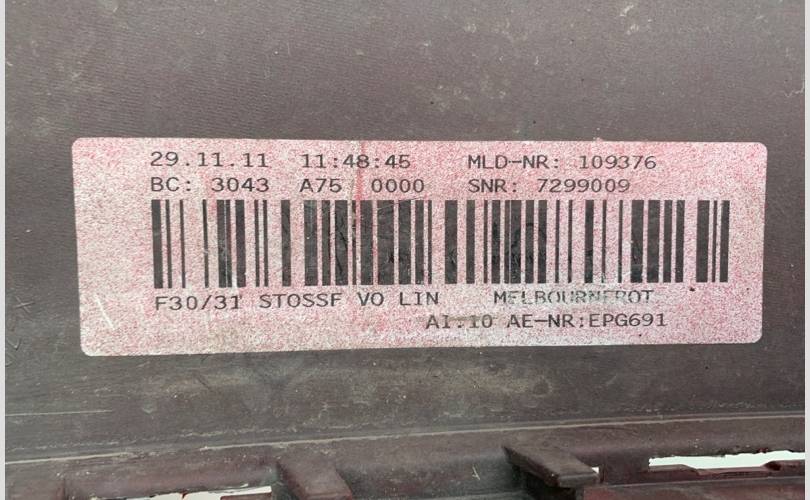 29.11.11 11:48:45 MLD-NR: 109376
BC: 3043 A75 0000 SNR: 7299009
F30/31 STOSSF VO LIN MELBOURNEROT
AI:10 AE-NR:EPG691